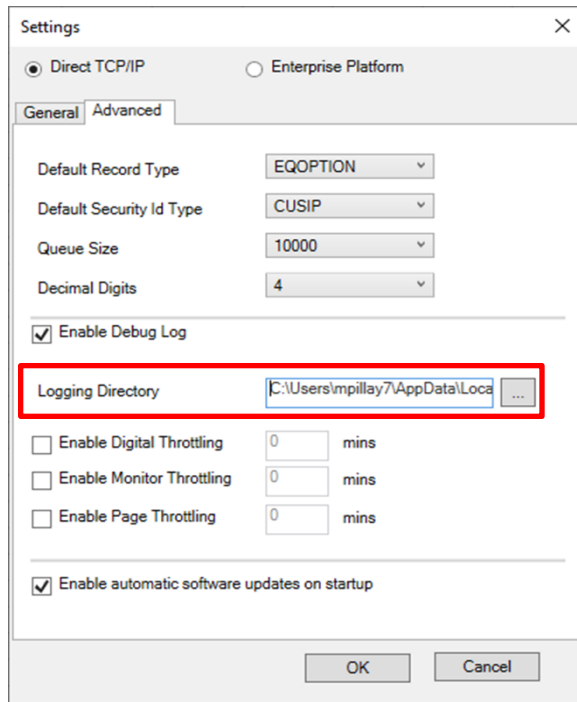 Settings
Direct TCP/IP Enterprise Platform
General Advanced
Default Record Type EQOPTION
Default Security Id Type CUSIP
Queue Size 10000
Decimal Digits 4
Enable Debug Log
Logging Directory C:\Users\mpillay7\AppData\Loca ...
Enable Digital Throttling 0 mins
Enable Monitor Throttling 0 mins
Enable Page Throttling 0 mins
Enable automatic software updates on startup
OK Cancel